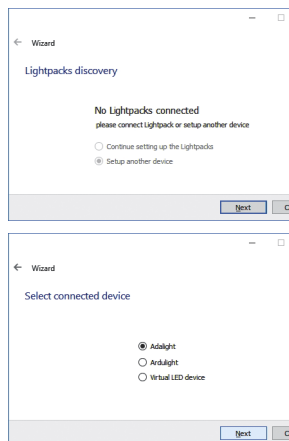 Wizard
Lightpacks discovery
No Lightpacks connected
please connect Lightpack or setup another device
Continue setting up the Lightpacks
Setup another device
Next
Wizard
Select connected device
Adalight
Ardulight
Virtual LED device
Next